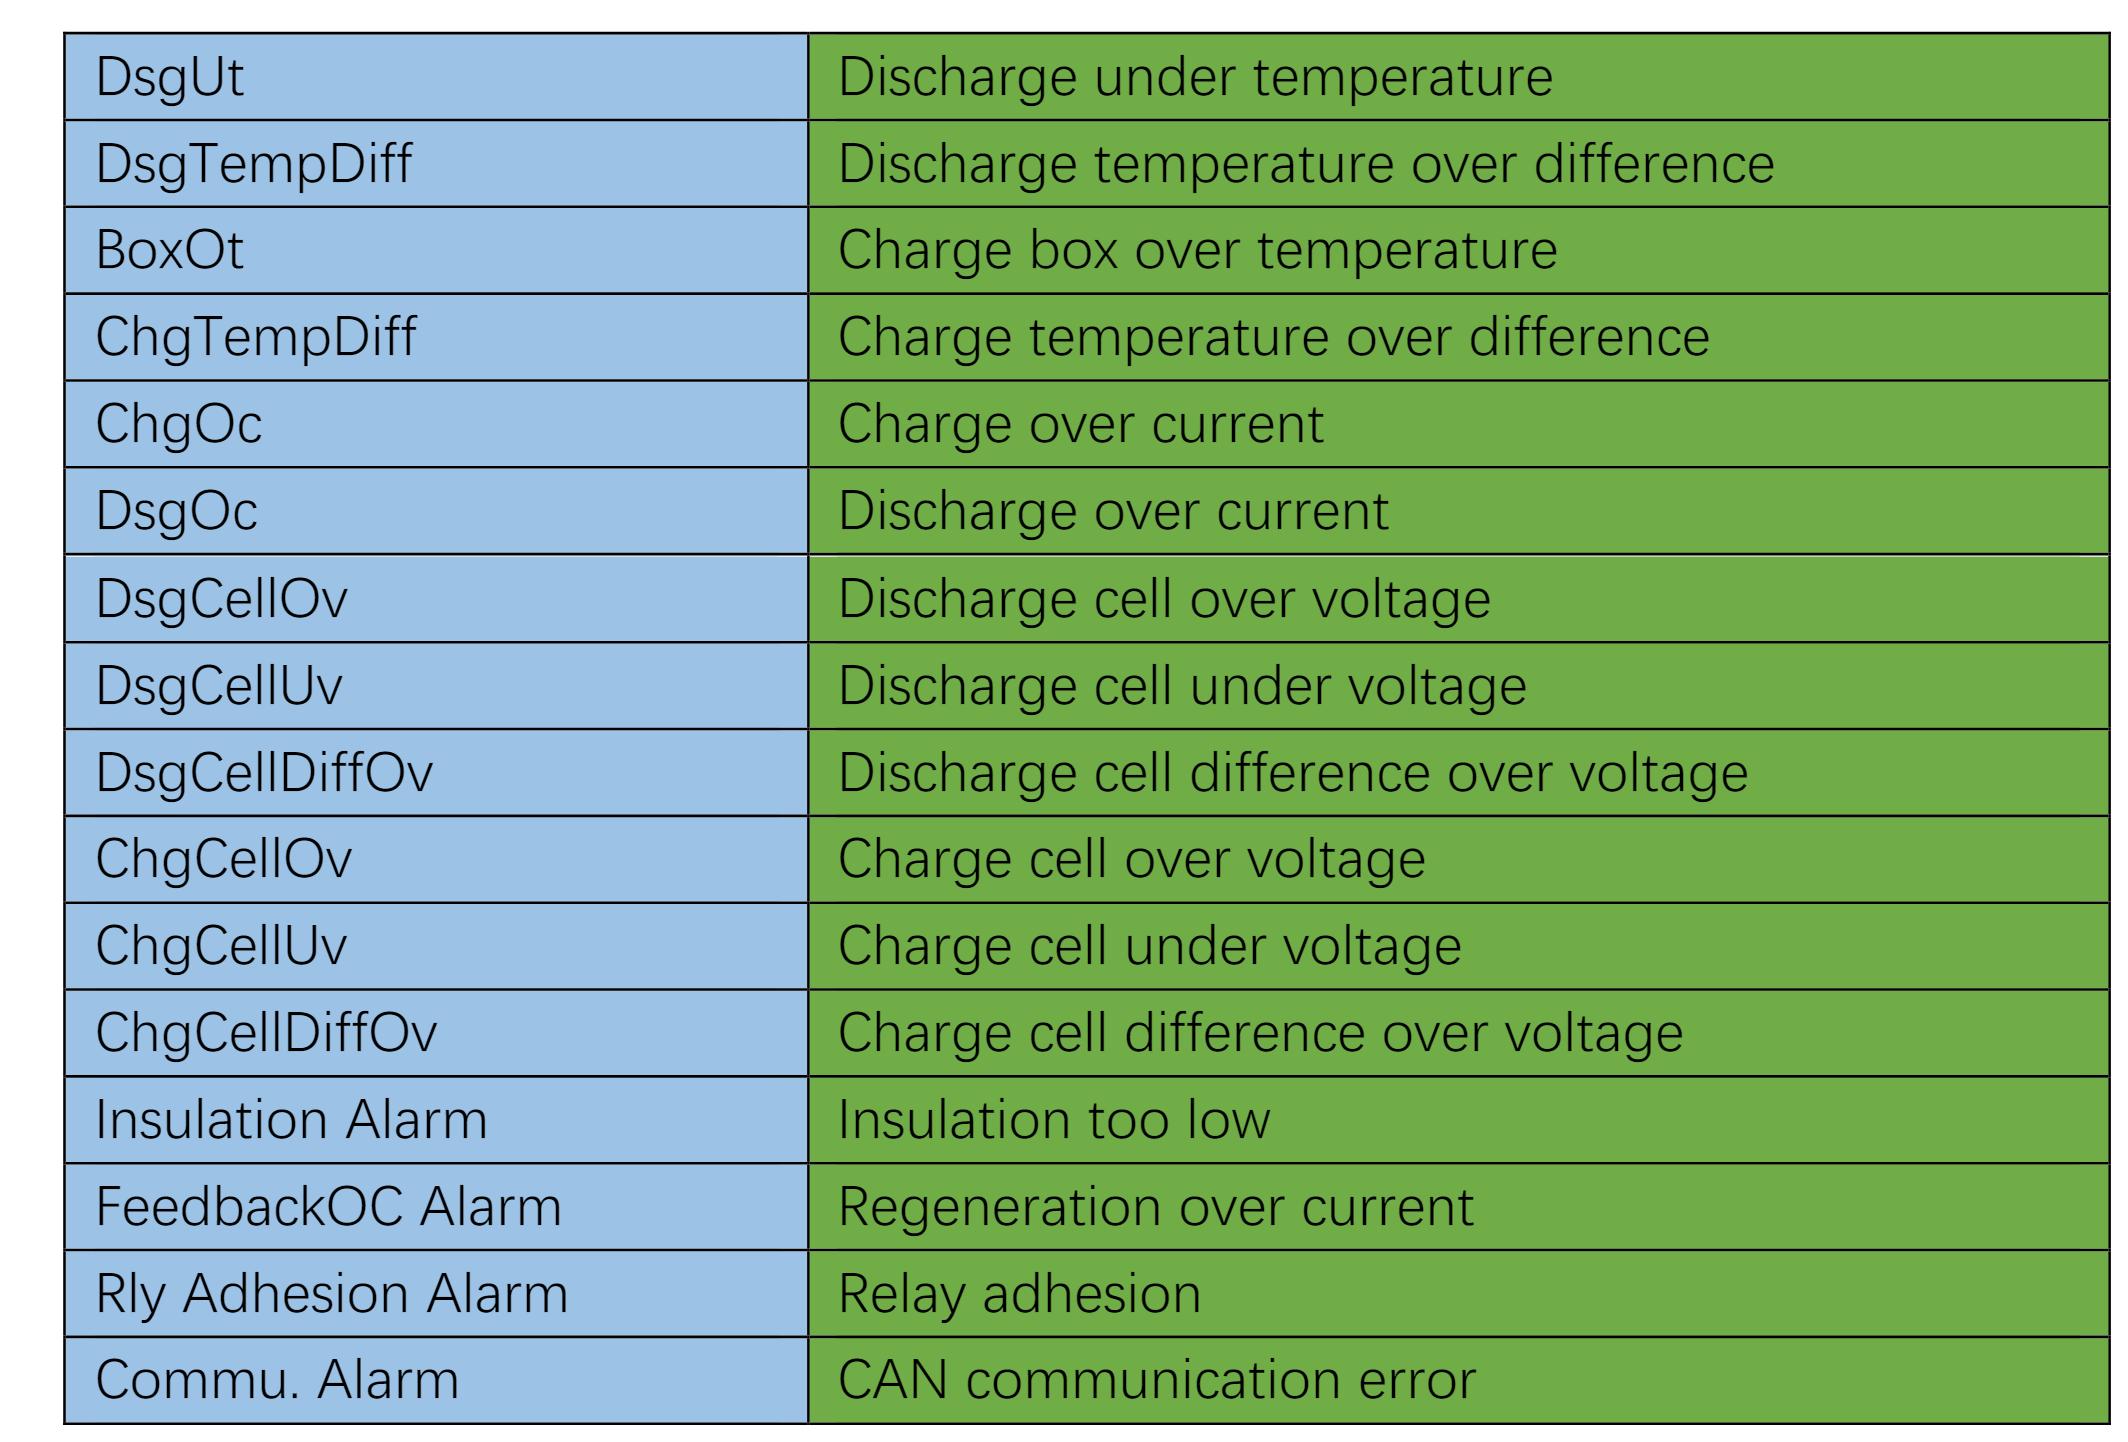 DsgUt Discharge under temperature
DsgTempDiff Discharge temperature over difference
BoxOt Charge box over temperature
ChgTempDiff Charge temperature over difference
ChgOc Charge over current
DsgOc Discharge over current
DsgCellOv Discharge cell over voltage
DsgCellUv Discharge cell under voltage
DsgCellDiffOv Discharge cell difference over voltage
ChgCellOv Charge cell over voltage
ChgCellUv Charge cell under voltage
ChgCellDiffOv Charge cell difference over voltage
Insulation Alarm Insulation too low
FeedbackOC Alarm Regeneration over current
Rly Adhesion Alarm Relay adhesion
Commu. Alarm CAN communication error